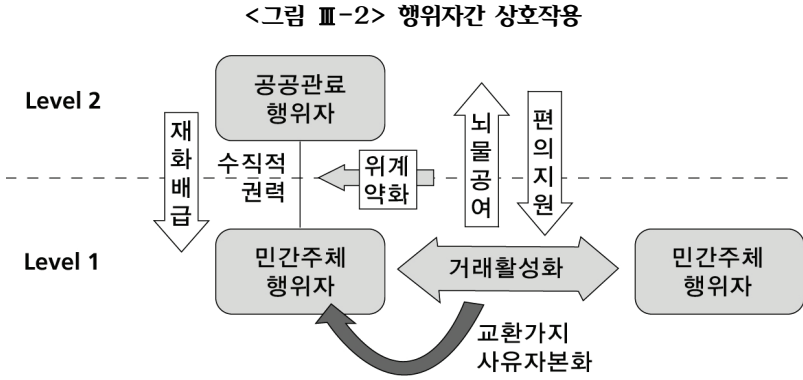 <그림 Ⅲ-2> 행위자간 상호작용
Level 2
공공관료
행위자
재화배급
수직적
권력
위계
약화
뇌물공여
편의지원
Level 1
민간주체
행위자
거래활성화
민간주체
행위자
교환가지
사유자본화